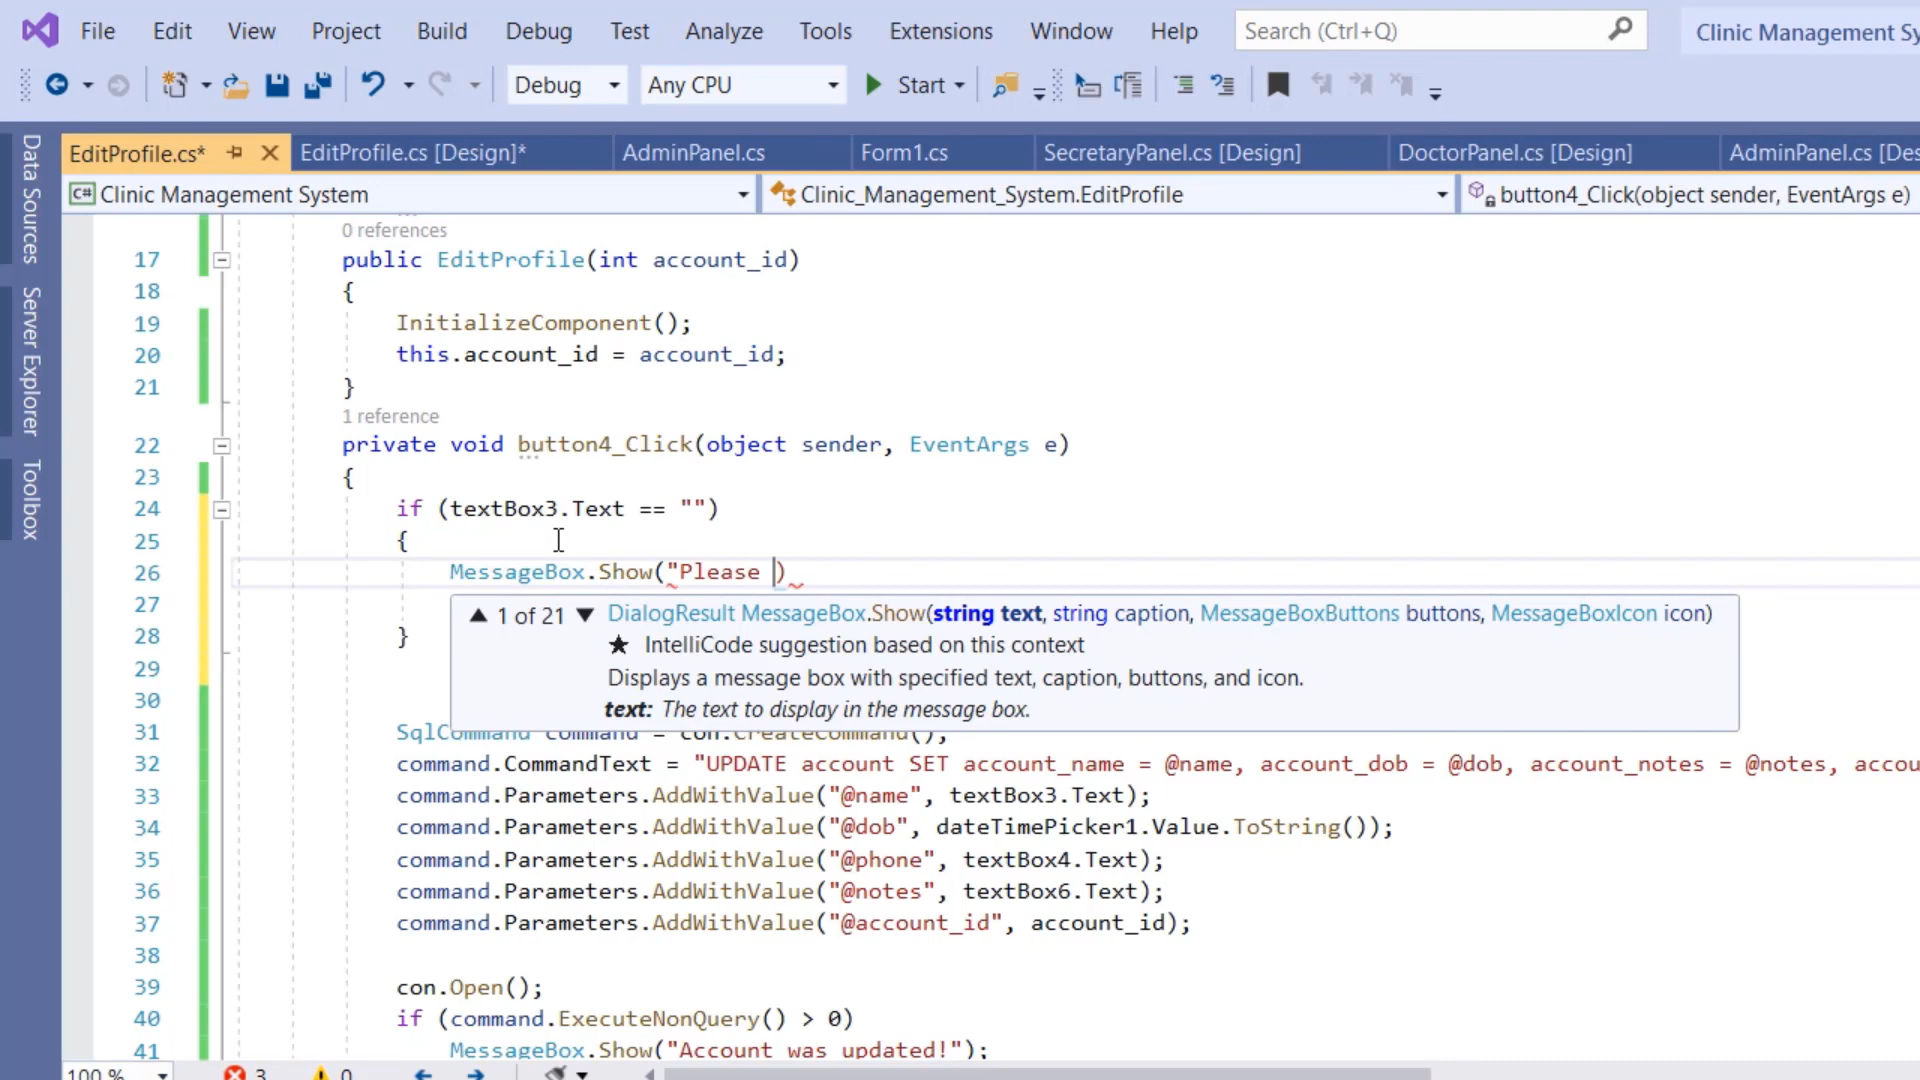 File Edit View Project Build Debug Test Analyze Tools Extensions Window Help Search (Ctrl+Q) Clinic Management Sy
Debug Any CPU Start
EditProfile.cs* EditProfile.cs [Design]* AdminPanel.cs Form1.cs SecretaryPanel.cs [Design] DoctorPanel.cs [Design] AdminPanel.cs [Des
C# Clinic Management System Clinic_Management_System.EditProfile button4_Click(object sender, EventArgs e)
Data Sources
Server Explorer
Toolbox
0 references
17 public EditProfile(int account_id)
18 {
19 InitializeComponent();
20 this.account_id = account_id;
21 }
1 reference
22 private void button4_Click(object sender, EventArgs e)
23 {
24 if (textBox3.Text == "")
25 {
26 MessageBox.Show("Please )
27
28 }
29
30
1 of 21 DialogResult MessageBox.Show(string text, string caption, MessageBoxButtons buttons, MessageBoxIcon icon)
★ IntelliCode suggestion based on this context
Displays a message box with specified text, caption, buttons, and icon.
text: The text to display in the message box.
31 SqlCommand command = con.CreateCommand();
32 command.CommandText = "UPDATE account SET account_name = @name, account_dob = @dob, account_notes = @notes, accou
33 command.Parameters.AddWithValue("@name", textBox3.Text);
34 command.Parameters.AddWithValue("@dob", dateTimePicker1.Value.ToString());
35 command.Parameters.AddWithValue("@phone", textBox4.Text);
36 command.Parameters.AddWithValue("@notes", textBox6.Text);
37 command.Parameters.AddWithValue("@account_id", account_id);
38
39 con.Open();
40 if (command.ExecuteNonQuery() > 0)
41 MessageBox.Show("Account was updated!");
100 % 3 0